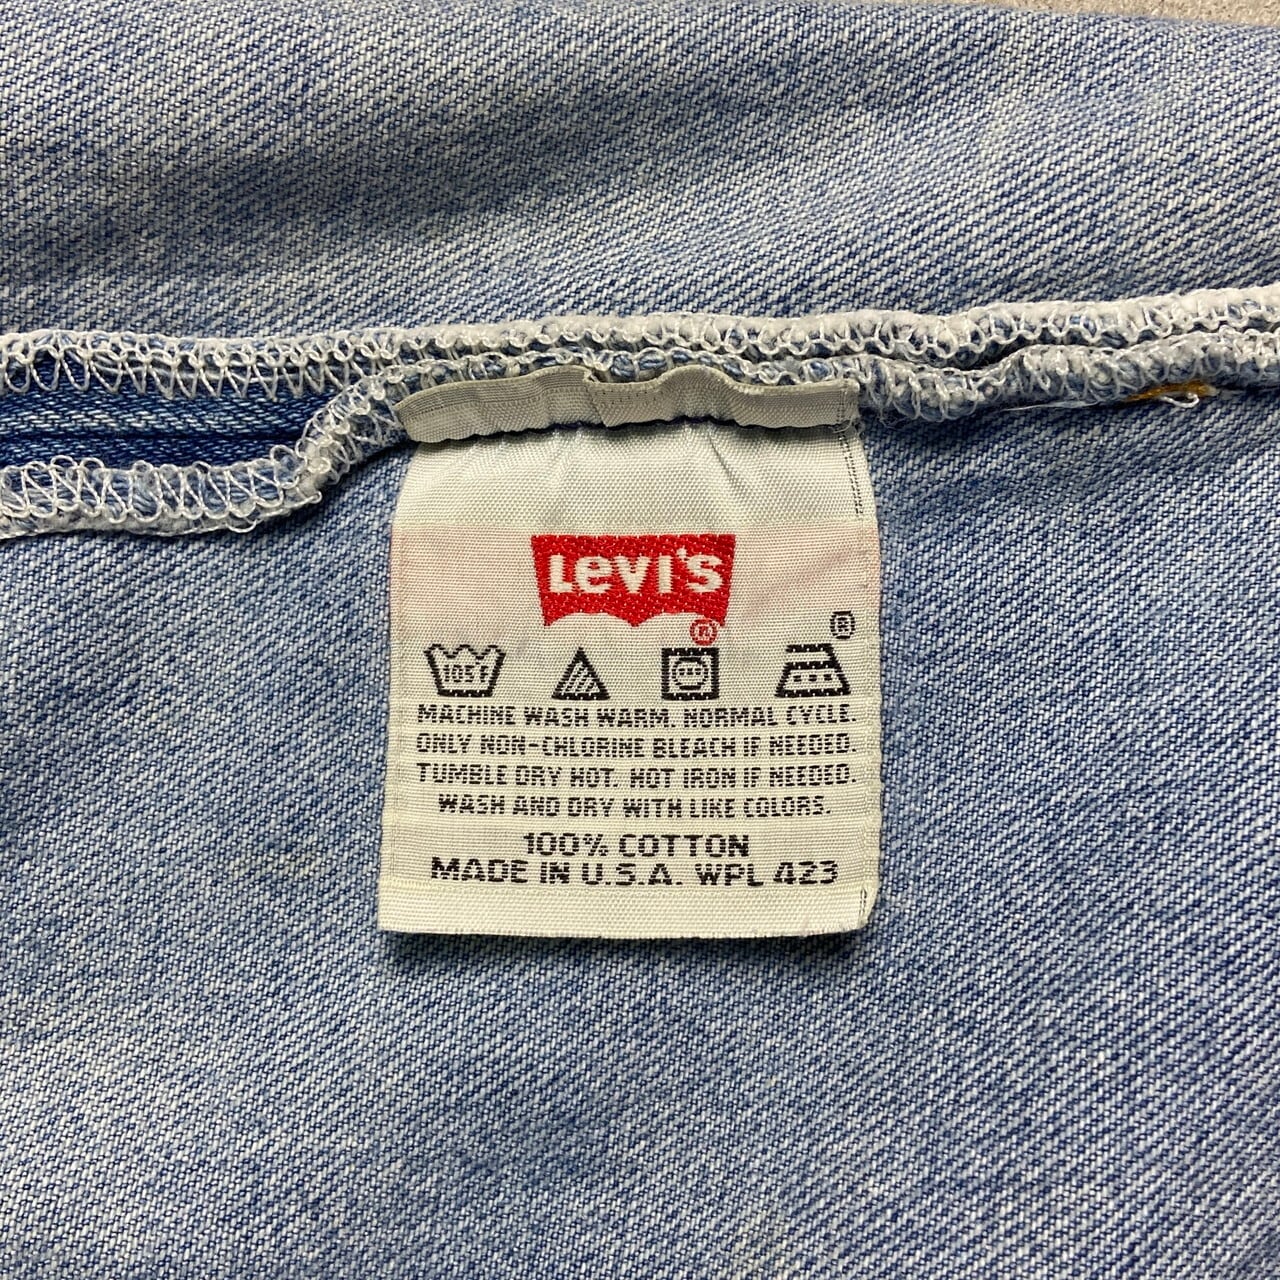 Levi's
®
®
105F
MACHINE WASH WARM. NORMAL CYCLE.
ONLY NON-CHLORINE BLEACH IF NEEDED.
TUMBLE DRY HOT. HOT IRON IF NEEDED.
WASH AND DRY WITH LIKE COLORS.
100% COTTON
MADE IN U.S.A. WPL 423